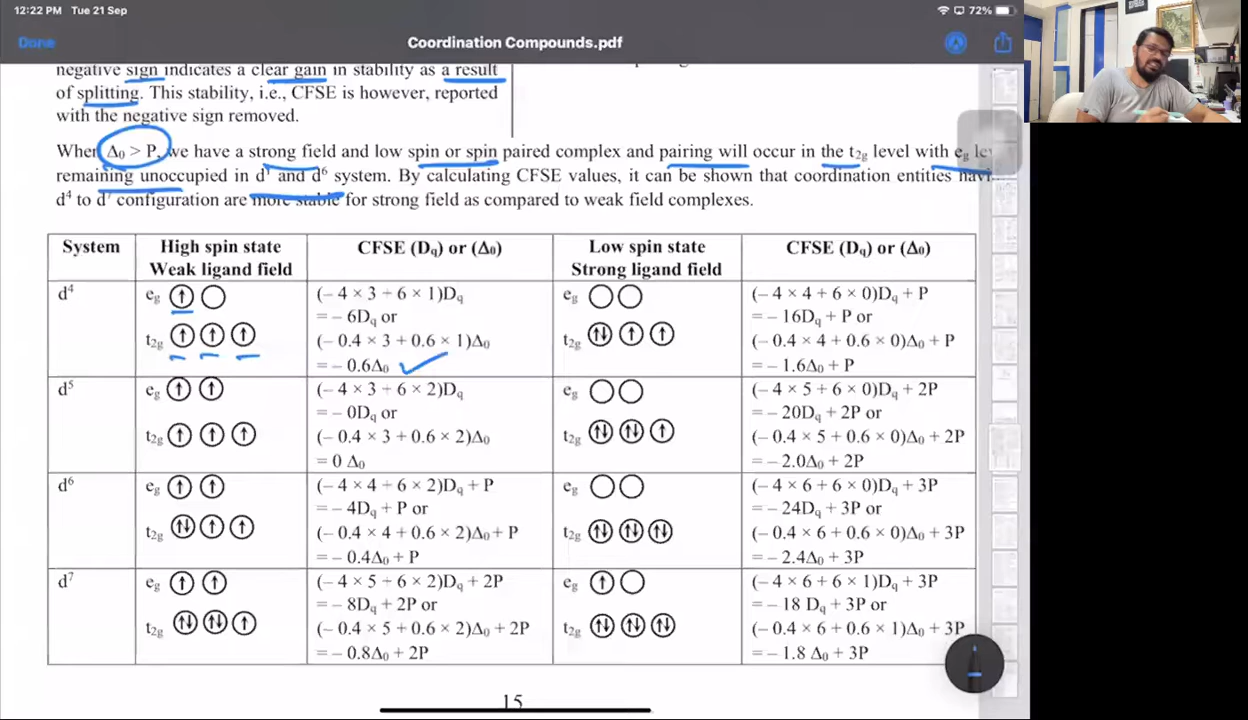 12:22 PM Tue 21 Sep
72%
Done
Coordination Compounds.pdf
negative sign indicates a clear gain in stability as a result
of splitting. This stability, i.e., CFSE is however, reported
with the negative sign removed.
When Δ₀ > P, we have a strong field and low spin or spin paired complex and pairing will occur in the t₂g level with eg le
remaining unoccupied in d and d⁶ system. By calculating CFSE values, it can be shown that coordination entities havi
d⁴ to d⁷ configuration are more stable for strong field as compared to weak field complexes.
System High spin state CFSE (Dq) or (Δ₀) Low spin state CFSE (Dq) or (Δ₀)
Weak ligand field Strong ligand field
d⁴ eg ↑ (– 4 × 3 + 6 × 1)Dq eg (– 4 × 4 + 6 × 0)Dq + P
= – 6Dq or = – 16Dq + P or
t₂g ↑ ↑ ↑ (– 0.4 × 3 + 0.6 × 1)Δ₀ t₂g ↑↓ ↑ ↑ (– 0.4 × 4 + 0.6 × 0)Δ₀ + P
= – 0.6Δ₀ = – 1.6Δ₀ + P
d⁵ eg ↑ ↑ (– 4 × 3 + 6 × 2)Dq eg (– 4 × 5 + 6 × 0)Dq + 2P
= – 0Dq or = – 20Dq + 2P or
t₂g ↑ ↑ ↑ (– 0.4 × 3 + 0.6 × 2)Δ₀ t₂g ↑↓ ↑↓ ↑ (– 0.4 × 5 + 0.6 × 0)Δ₀ + 2P
= 0 Δ₀ = – 2.0Δ₀ + 2P
d⁶ eg ↑ ↑ (– 4 × 4 + 6 × 2)Dq + P eg (– 4 × 6 + 6 × 0)Dq + 3P
= – 4Dq + P or = – 24Dq + 3P or
t₂g ↑↓ ↑ ↑ (– 0.4 × 4 + 0.6 × 2)Δ₀ + P t₂g ↑↓ ↑↓ ↑↓ (– 0.4 × 6 + 0.6 × 0)Δ₀ + 3P
= – 0.4Δ₀ + P = – 2.4Δ₀ + 3P
d⁷ eg ↑ ↑ (– 4 × 5 + 6 × 2)Dq + 2P eg ↑ (– 4 × 6 + 6 × 1)Dq + 3P
= – 8Dq + 2P or = – 18 Dq + 3P or
t₂g ↑↓ ↑↓ ↑ (– 0.4 × 5 + 0.6 × 2)Δ₀ + 2P t₂g ↑↓ ↑↓ ↑↓ (– 0.4 × 6 + 0.6 × 1)Δ₀ + 3P
= – 0.8Δ₀ + 2P = – 1.8 Δ₀ + 3P
15